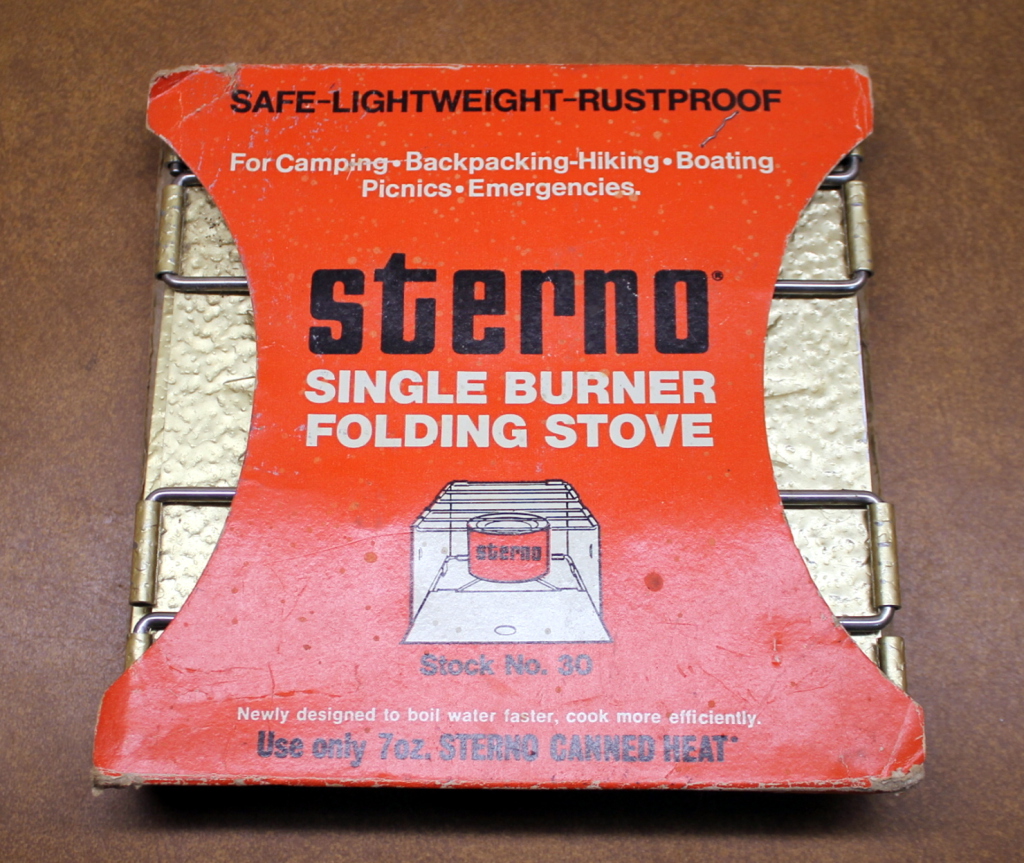 SAFE-LIGHTWEIGHT-RUSTPROOF
For Camping•Backpacking-Hiking•Boating
Picnics•Emergencies.
sterno®
SINGLE BURNER
FOLDING STOVE
sterno
Stock No. 30
Newly designed to boil water faster, cook more efficiently.
Use only 7oz. STERNO CANNED HEAT*